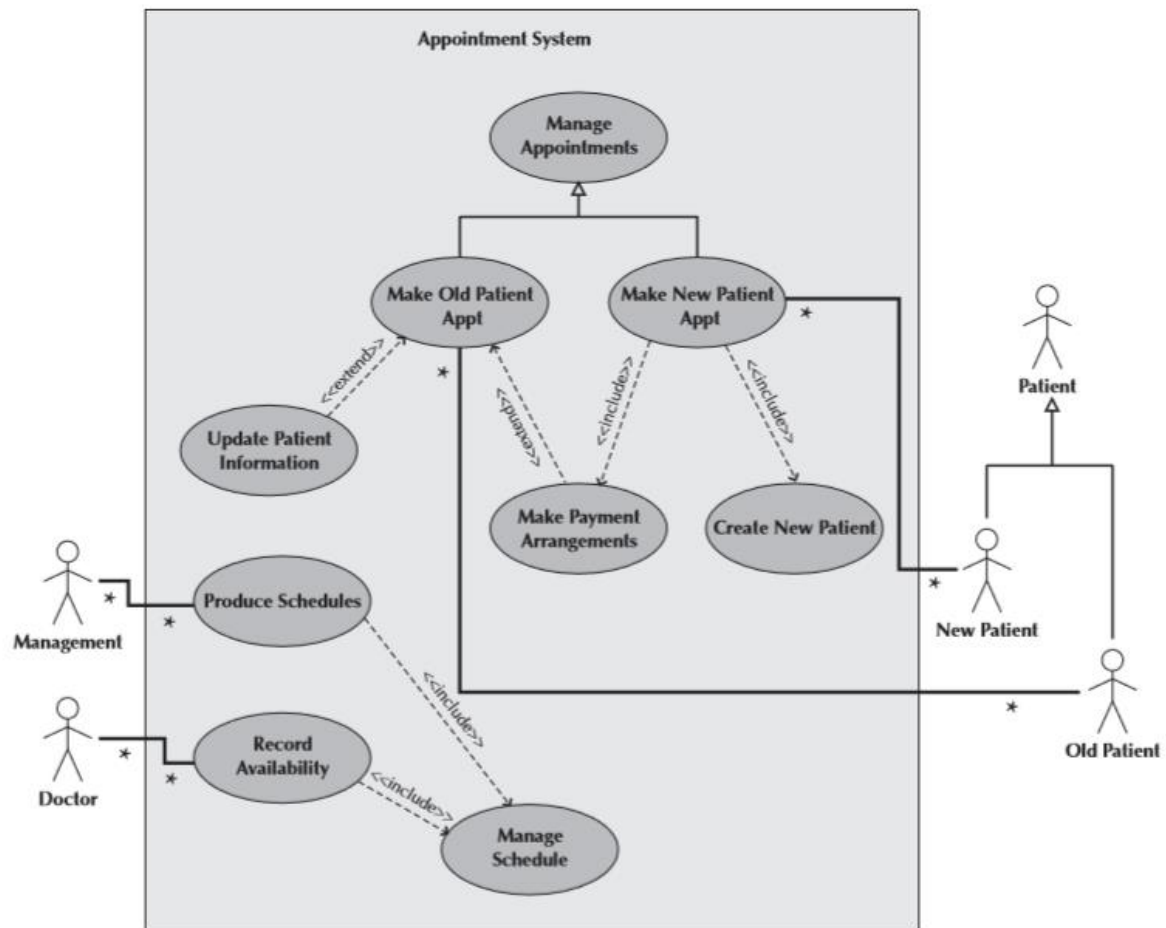 Appointment System
Manage
Appointments
Make Old Patient
Appt
Make New Patient
Appt
*
*
Patient
<<extend>>
<<extend>>
<<include>>
<<include>>
Update Patient
Information
Make Payment
Arrangements
Create New Patient
Management
*
*
Produce Schedules
*
New Patient
<<include>>
*
Old Patient
Doctor
*
*
Record
Availability
<<include>>
Manage
Schedule